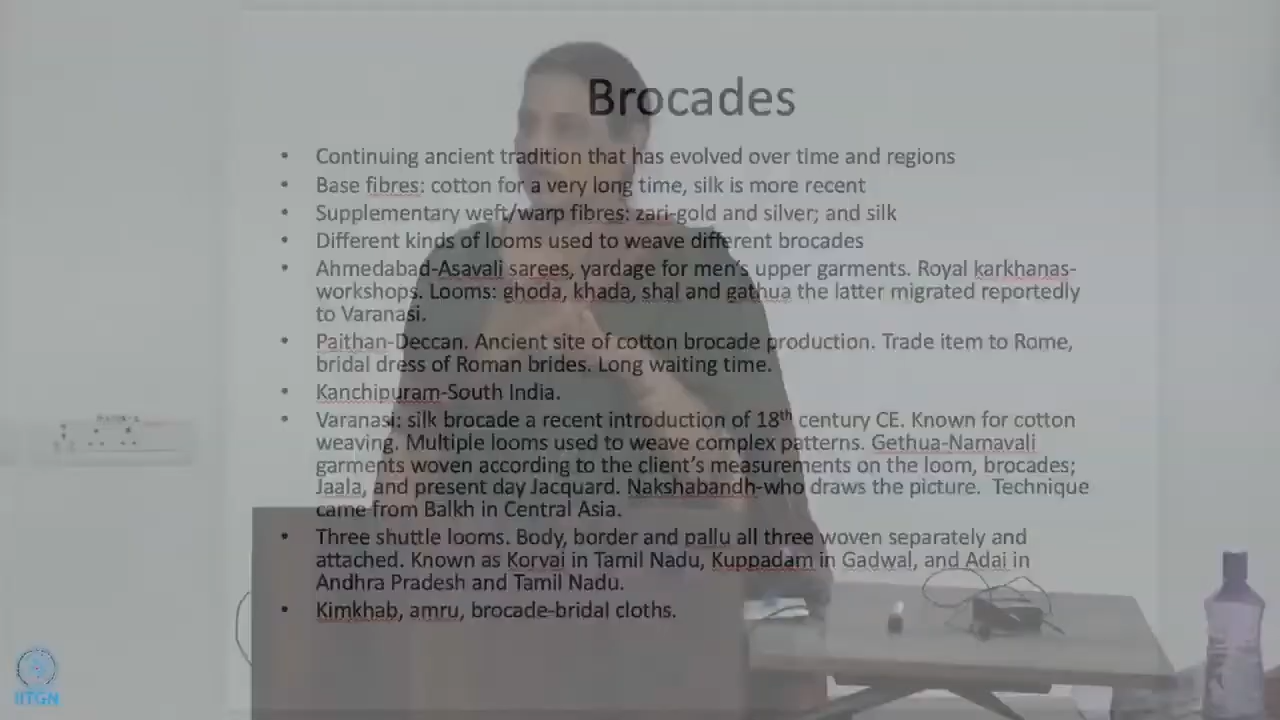 Brocades
• Continuing ancient tradition that has evolved over time and regions
• Base fibres: cotton for a very long time, silk is more recent
• Supplementary weft/warp fibres: zari-gold and silver; and silk
• Different kinds of looms used to weave different brocades
• Ahmedabad-Asavali sarees, yardage for men's upper garments. Royal karkhanas-
workshops. Looms: ghoda, khada, shal and gathua the latter migrated reportedly
to Varanasi.
• Paithan-Deccan. Ancient site of cotton brocade production. Trade item to Rome,
bridal dress of Roman brides. Long waiting time.
• Kanchipuram-South India.
• Varanasi: silk brocade a recent introduction of 18th century CE. Known for cotton
weaving. Multiple looms used to weave complex patterns. Gethua-Namavali
garments woven according to the client's measurements on the loom, brocades;
Jaala, and present day Jacquard. Nakshabandh-who draws the picture. Technique
came from Balkh in Central Asia.
• Three shuttle looms. Body, border and pallu all three woven separately and
attached. Known as Korvai in Tamil Nadu, Kuppadam in Gadwal, and Adai in
Andhra Pradesh and Tamil Nadu.
• Kimkhab, amru, brocade-bridal cloths.
IITGN